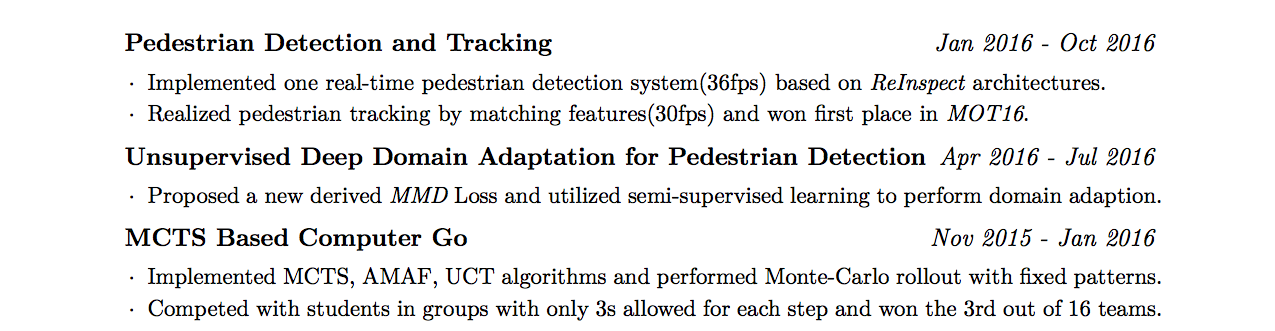 Pedestrian Detection and Tracking Jan 2016 - Oct 2016
· Implemented one real-time pedestrian detection system(36fps) based on ReInspect architectures.
· Realized pedestrian tracking by matching features(30fps) and won first place in MOT16.
Unsupervised Deep Domain Adaptation for Pedestrian Detection Apr 2016 - Jul 2016
· Proposed a new derived MMD Loss and utilized semi-supervised learning to perform domain adaption.
MCTS Based Computer Go Nov 2015 - Jan 2016
· Implemented MCTS, AMAF, UCT algorithms and performed Monte-Carlo rollout with fixed patterns.
· Competed with students in groups with only 3s allowed for each step and won the 3rd out of 16 teams.